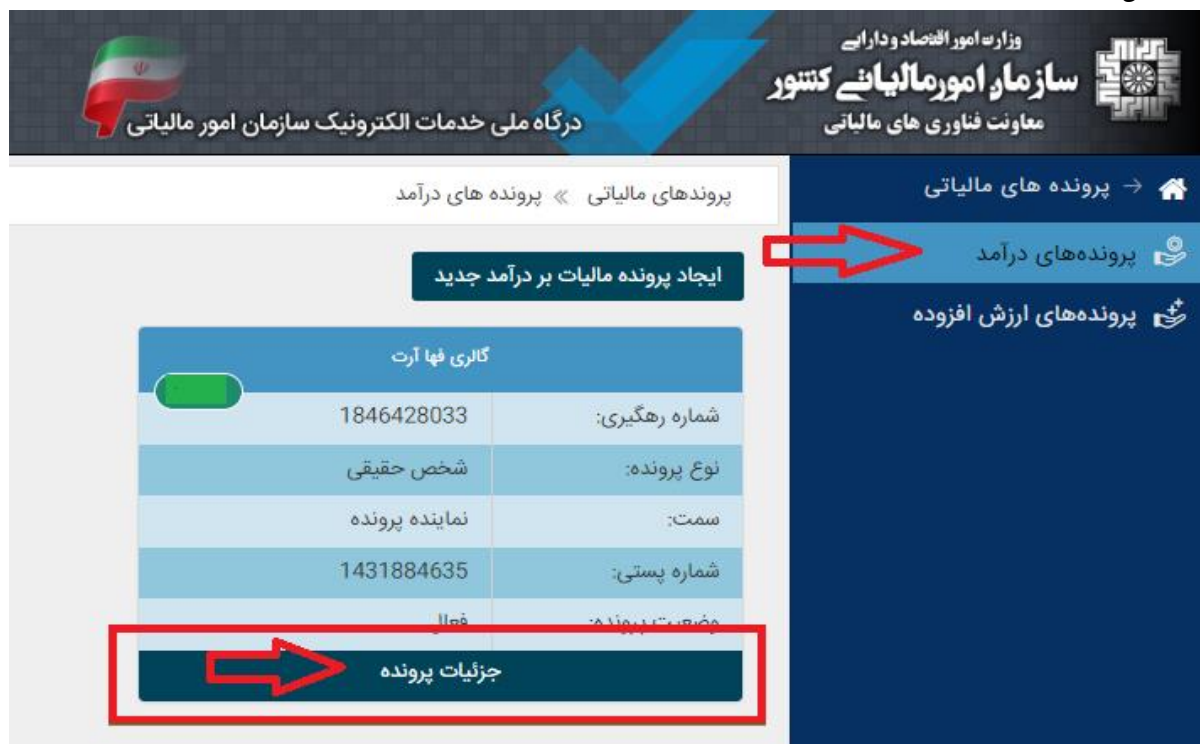 وزارت امور اقتصاد و دارایی
سازمان امور مالیاتی کشور
معاونت فناوری های مالیاتی
درگاه ملی خدمات الکترونیک سازمان امور مالیاتی
→ پرونده های مالیاتی
پرونده‌های درآمد
پرونده‌های ارزش افزوده
پروندهای مالیاتی » پرونده های درآمد
ایجاد پرونده مالیات بر درآمد جدید
گالری فها آرت
شماره رهگیری: 1846428033
نوع پرونده: شخص حقیقی
سمت: نماینده پرونده
شماره پستی: 1431884635
وضعیت پرونده: فعال
جزئیات پرونده